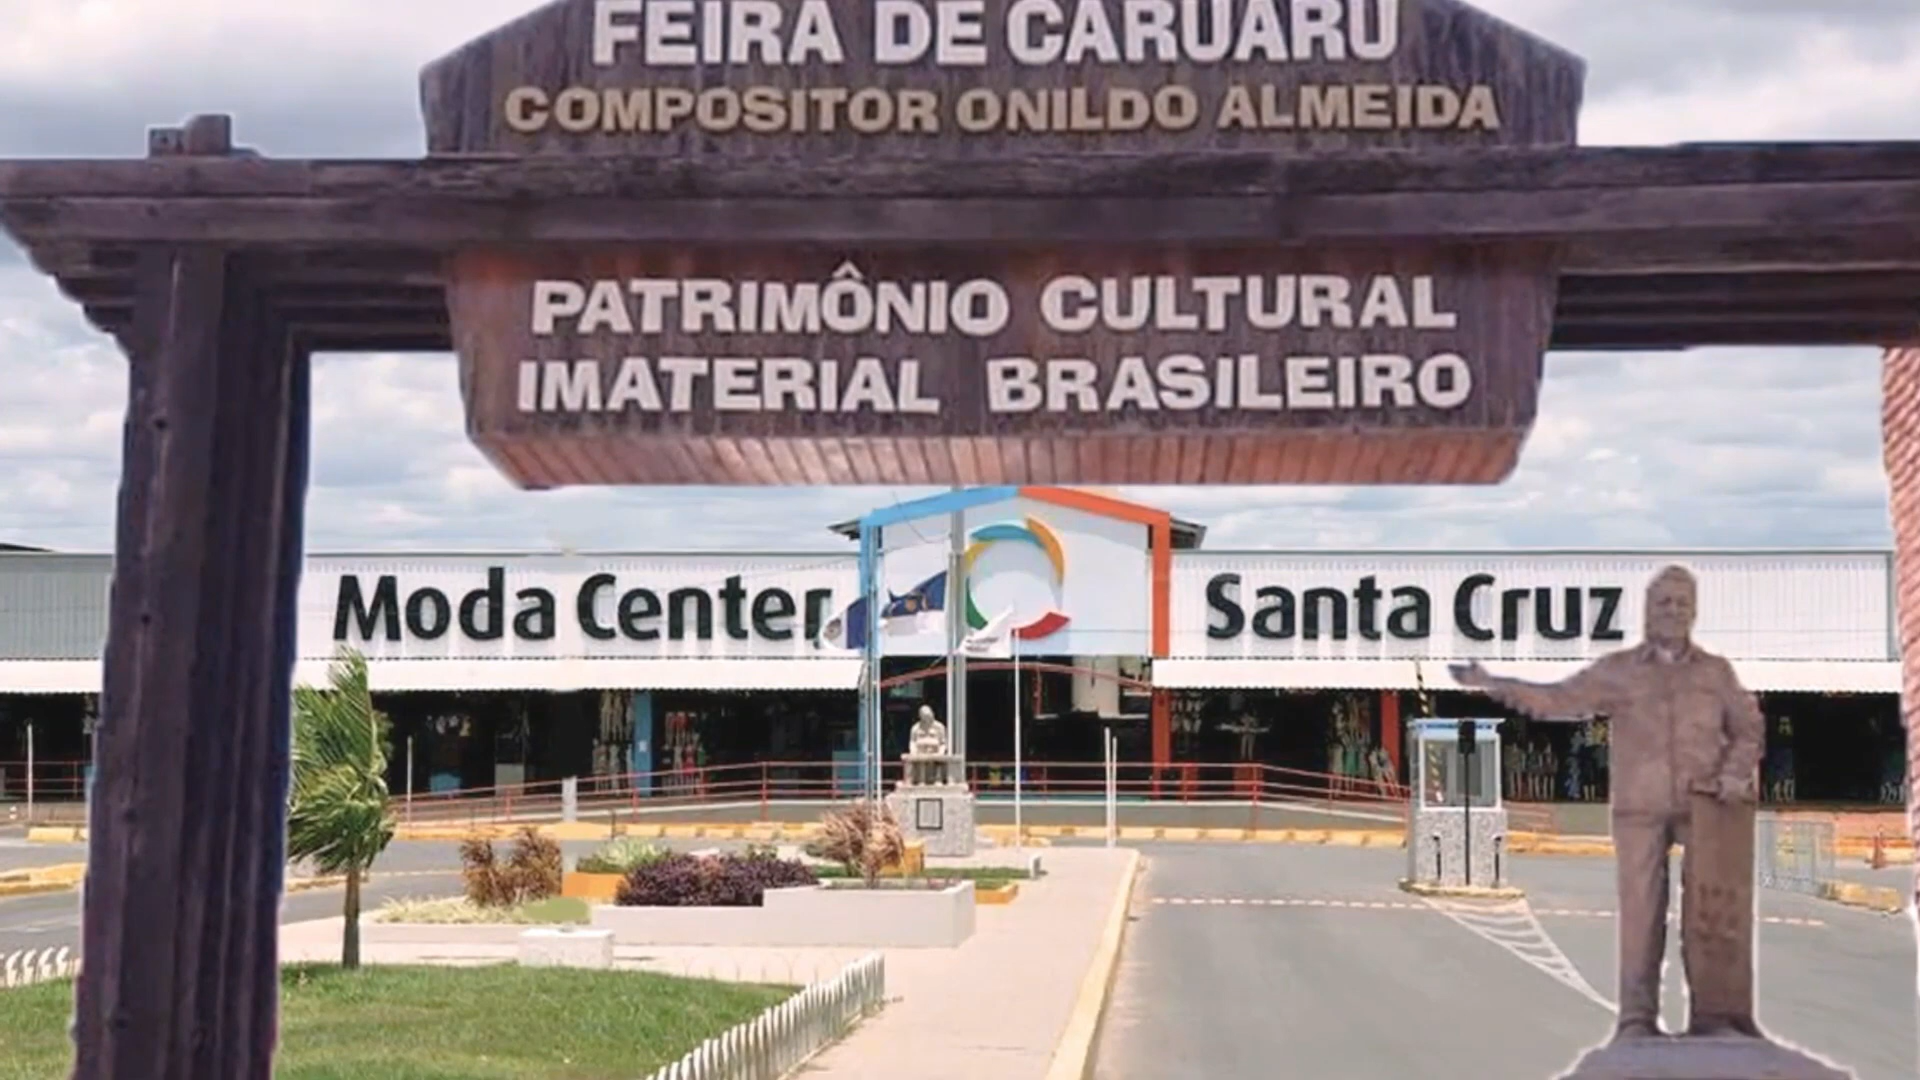 FEIRA DE CARUARU
COMPOSITOR ONILDO ALMEIDA
PATRIMÔNIO CULTURAL
IMATERIAL BRASILEIRO
Moda Center Santa Cruz